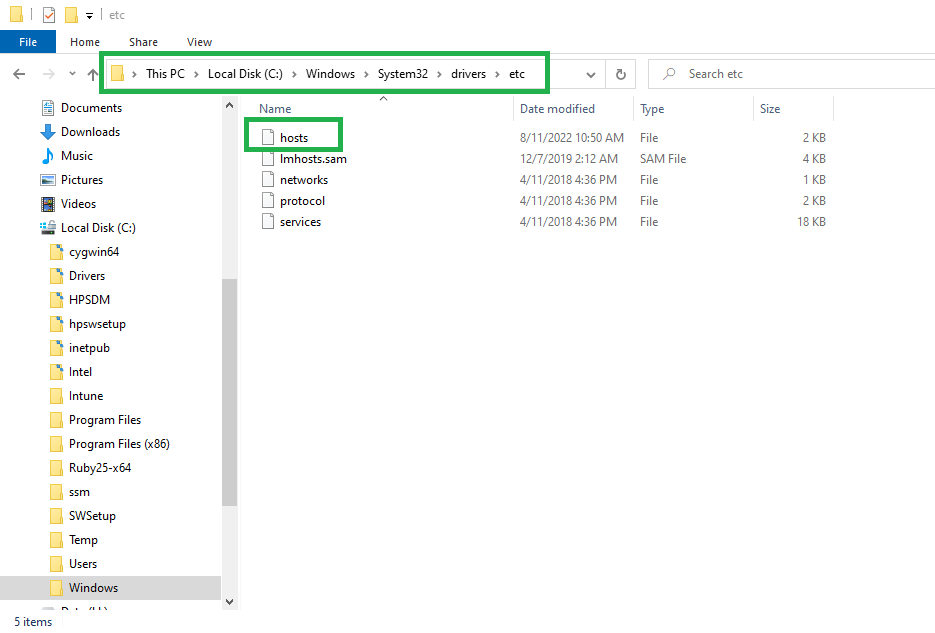 etc
File Home Share View
This PC > Local Disk (C:) > Windows > System32 > drivers > etc
Search etc
Name Date modified Type Size
Documents
Downloads
Music
Pictures
Videos
Local Disk (C:)
cygwin64
Drivers
HPSDM
hpswsetup
inetpub
Intel
Intune
Program Files
Program Files (x86)
Ruby25-x64
ssm
SWSetup
Temp
Users
Windows
hosts 8/11/2022 10:50 AM File 2 KB
lmhosts.sam 12/7/2019 2:12 AM SAM File 4 KB
networks 4/11/2018 4:36 PM File 1 KB
protocol 4/11/2018 4:36 PM File 2 KB
services 4/11/2018 4:36 PM File 18 KB
5 items